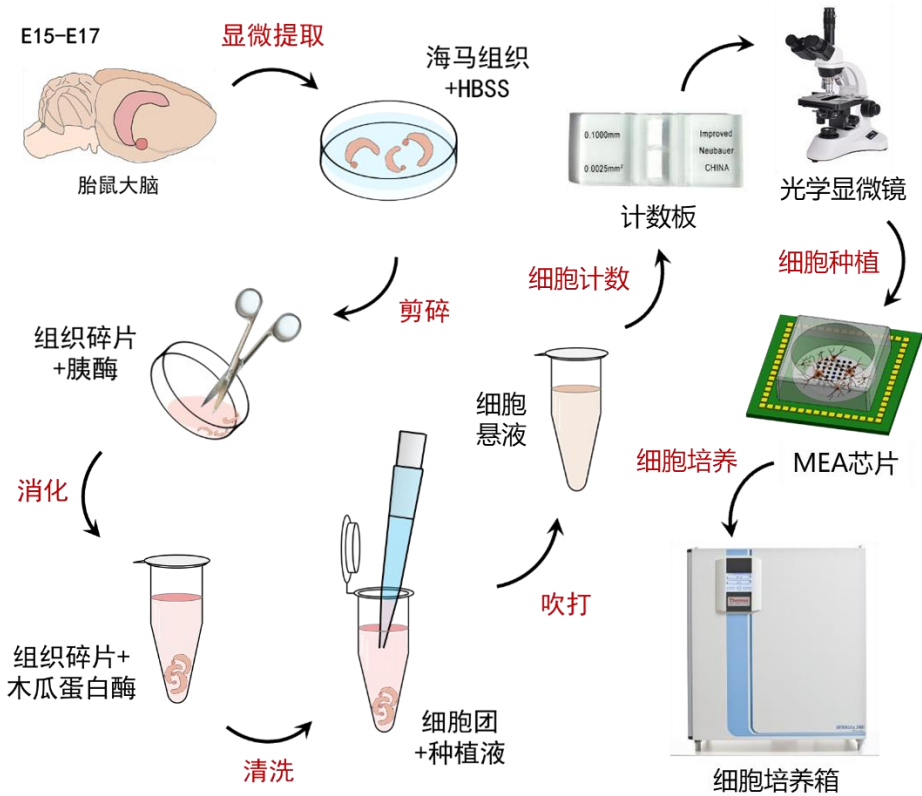 E15-E17
显微提取
胎鼠大脑
海马组织
+HBSS
剪碎
组织碎片
+胰酶
消化
组织碎片+
木瓜蛋白酶
清洗
细胞团
+种植液
吹打
细胞
悬液
细胞计数
0.1000mm
0.0025mm²
Improved
Neubauer
CHINA
计数板
光学显微镜
细胞种植
MEA芯片
细胞培养
细胞培养箱